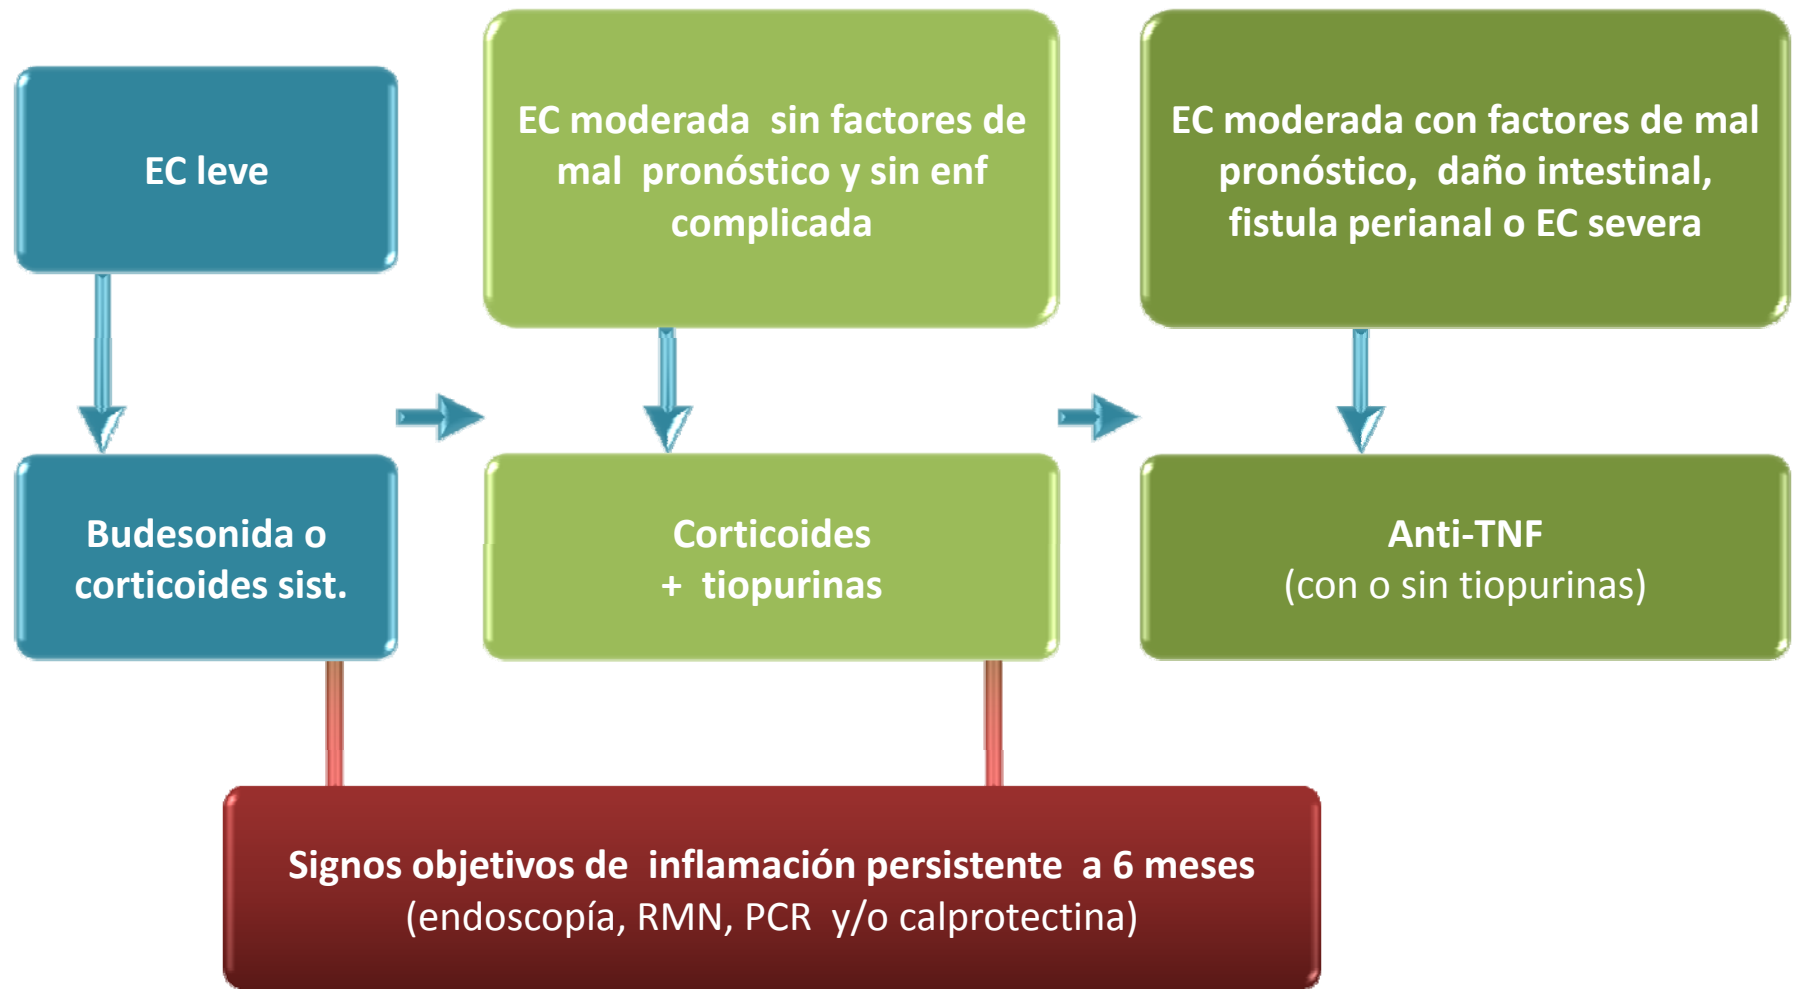 EC leve
EC moderada sin factores de
mal pronóstico y sin enf
complicada
EC moderada con factores de mal
pronóstico, daño intestinal,
fistula perianal o EC severa
Budesonida o
corticoides sist.
Corticoides
+ tiopurinas
Anti-TNF
(con o sin tiopurinas)
Signos objetivos de inflamación persistente a 6 meses
(endoscopía, RMN, PCR y/o calprotectina)